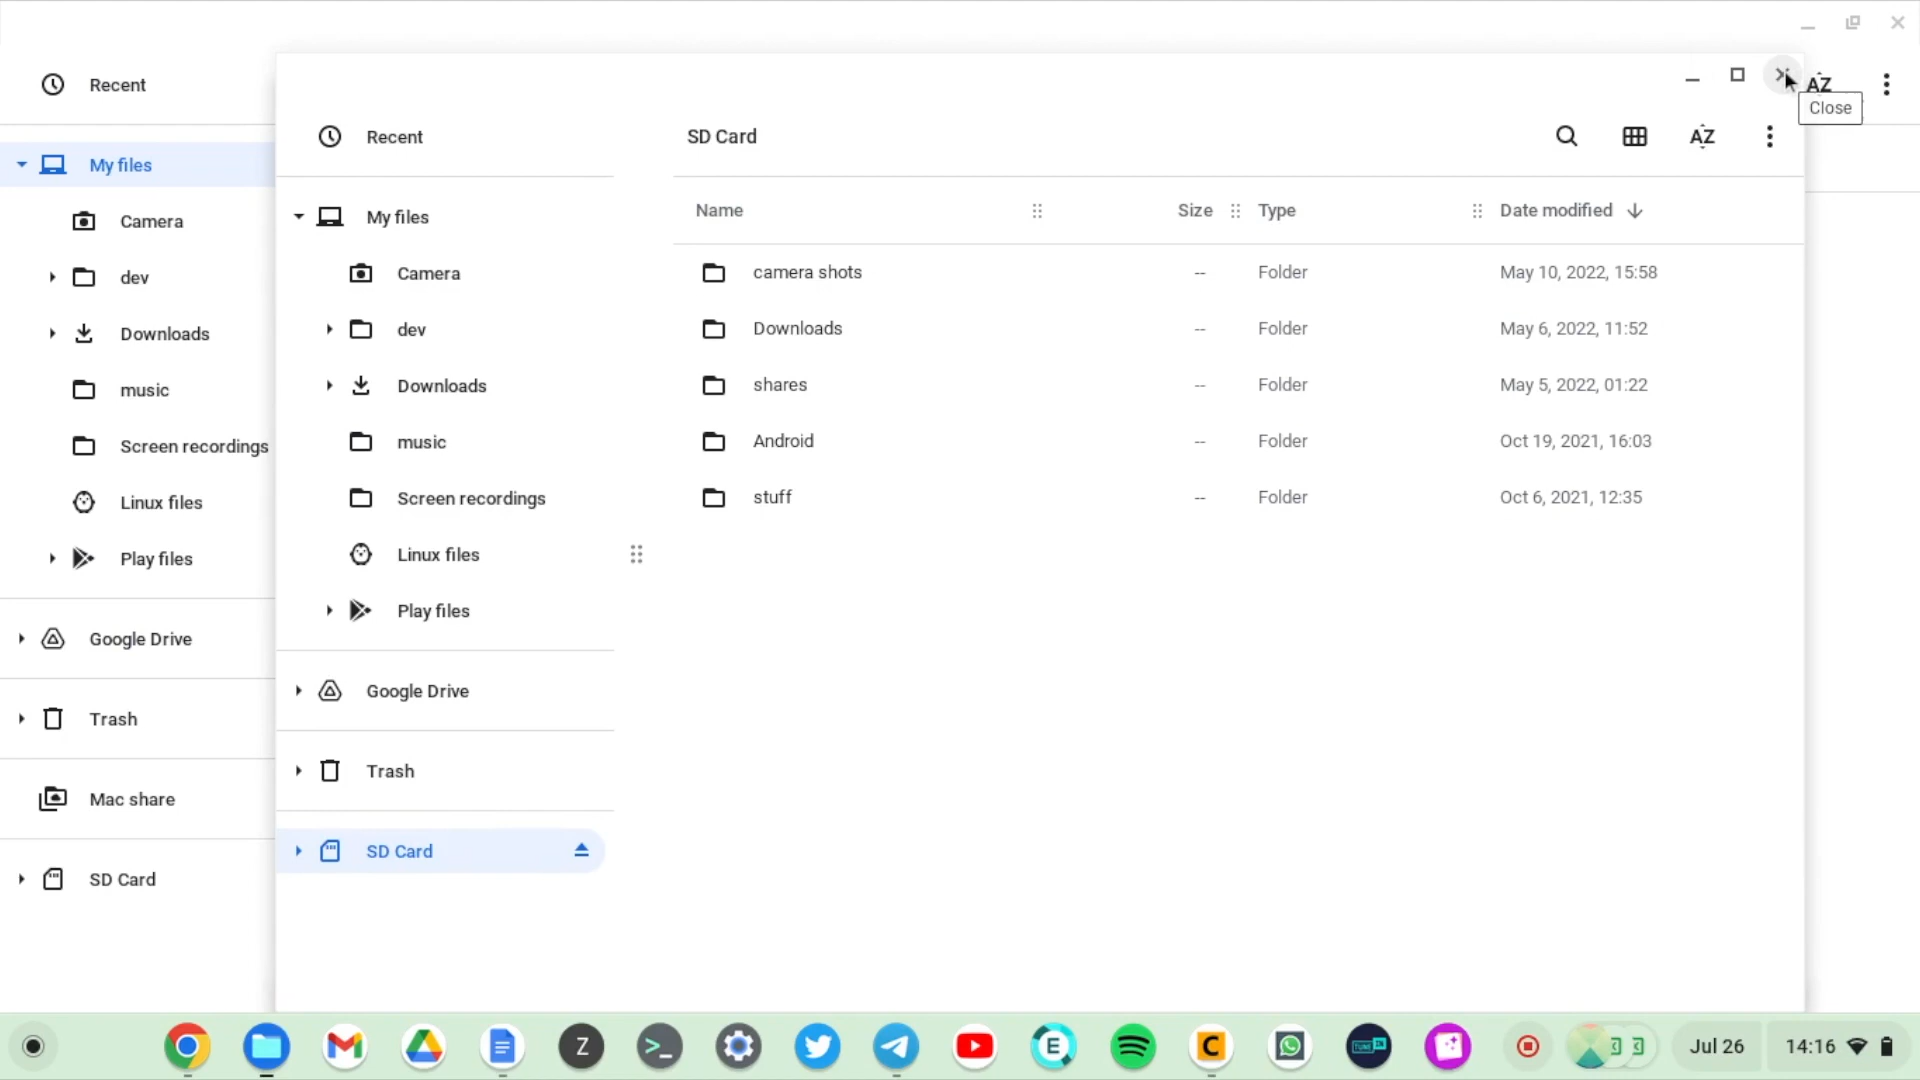 Recent
AZ
Close
My files
Camera
dev
Downloads
music
Screen recordings
Linux files
Play files
Google Drive
Trash
Mac share
SD Card
Recent
My files
Camera
dev
Downloads
music
Screen recordings
Linux files
Play files
Google Drive
Trash
SD Card
SD Card
AZ
Name Size Type Date modified
camera shots -- Folder May 10, 2022, 15:58
Downloads -- Folder May 6, 2022, 11:52
shares -- Folder May 5, 2022, 01:22
Android -- Folder Oct 19, 2021, 16:03
stuff -- Folder Oct 6, 2021, 12:35
Z >_ E C TUNE IN Jul 26 14:16